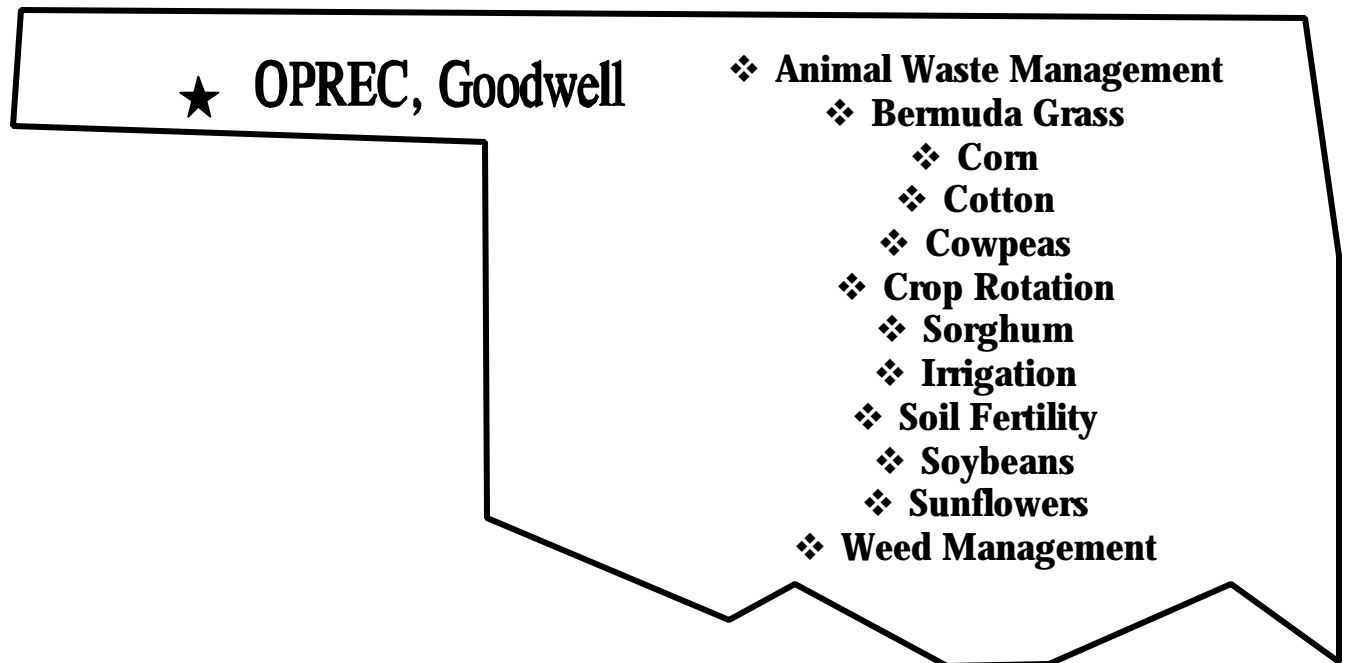 OPREC, Goodwell
❖ Animal Waste Management
❖ Bermuda Grass
❖ Corn
❖ Cotton
❖ Cowpeas
❖ Crop Rotation
❖ Sorghum
❖ Irrigation
❖ Soil Fertility
❖ Soybeans
❖ Sunflowers
❖ Weed Management